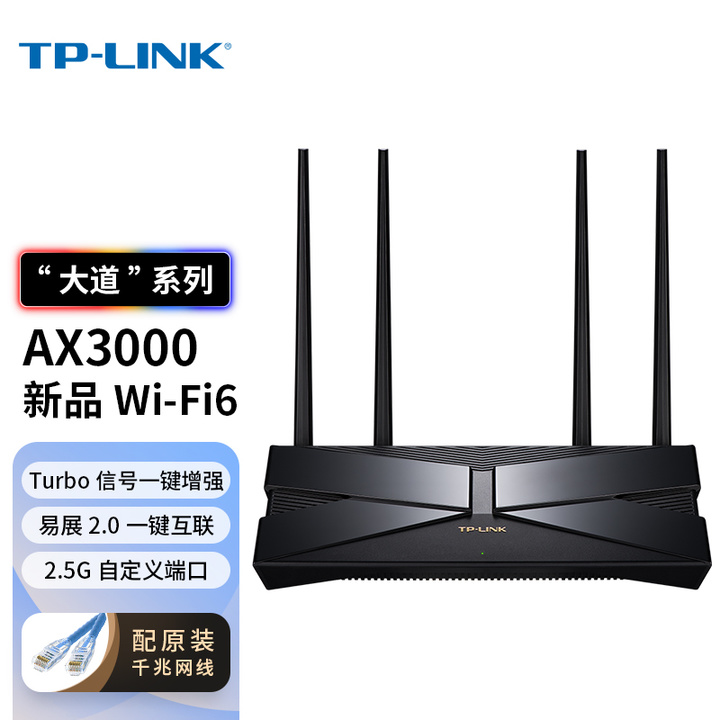 TP-LINK®
“大道”系列
AX3000
新品 Wi-Fi6
Turbo 信号一键增强
易展 2.0 一键互联
2.5G 自定义端口
配原装
千兆网线
TP-LINK